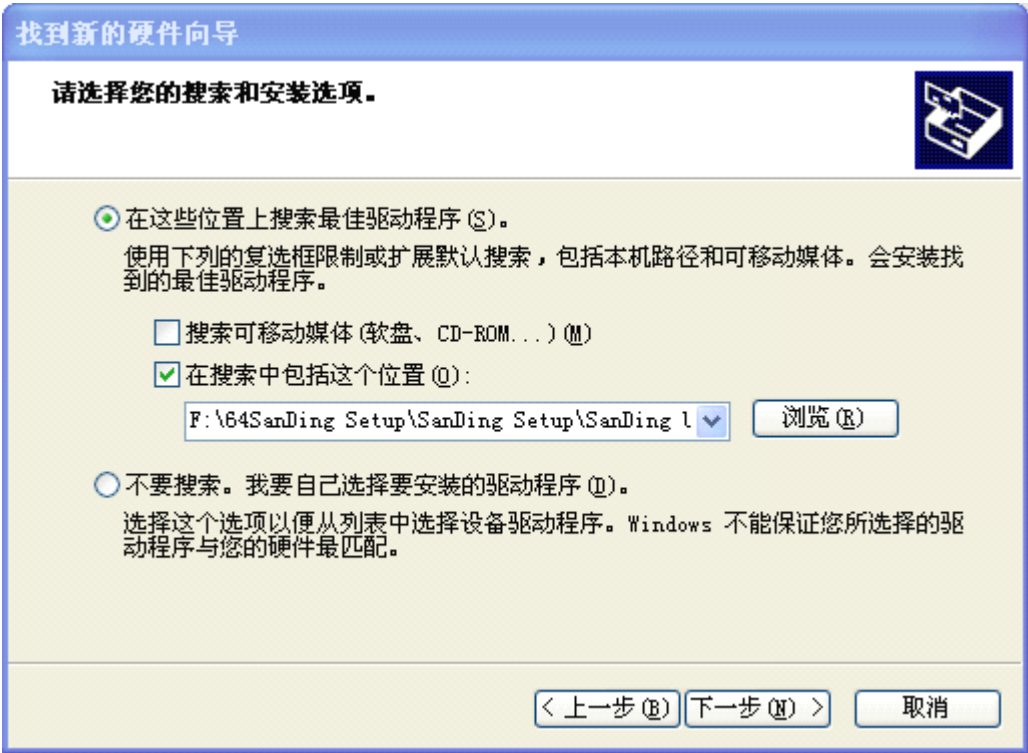 找到新的硬件向导
请选择您的搜索和安装选项。
在这些位置上搜索最佳驱动程序(S)。
使用下列的复选框限制或扩展默认搜索，包括本机路径和可移动媒体。会安装找
到的最佳驱动程序。
搜索可移动媒体(软盘、CD-ROM...)(M)
在搜索中包括这个位置(O):
F:\64SanDing Setup\SanDing Setup\SanDing l
浏览(R)
不要搜索。我要自己选择要安装的驱动程序(D)。
选择这个选项以便从列表中选择设备驱动程序。Windows 不能保证您所选择的驱
动程序与您的硬件最匹配。
< 上一步(B) 下一步(N) > 取消